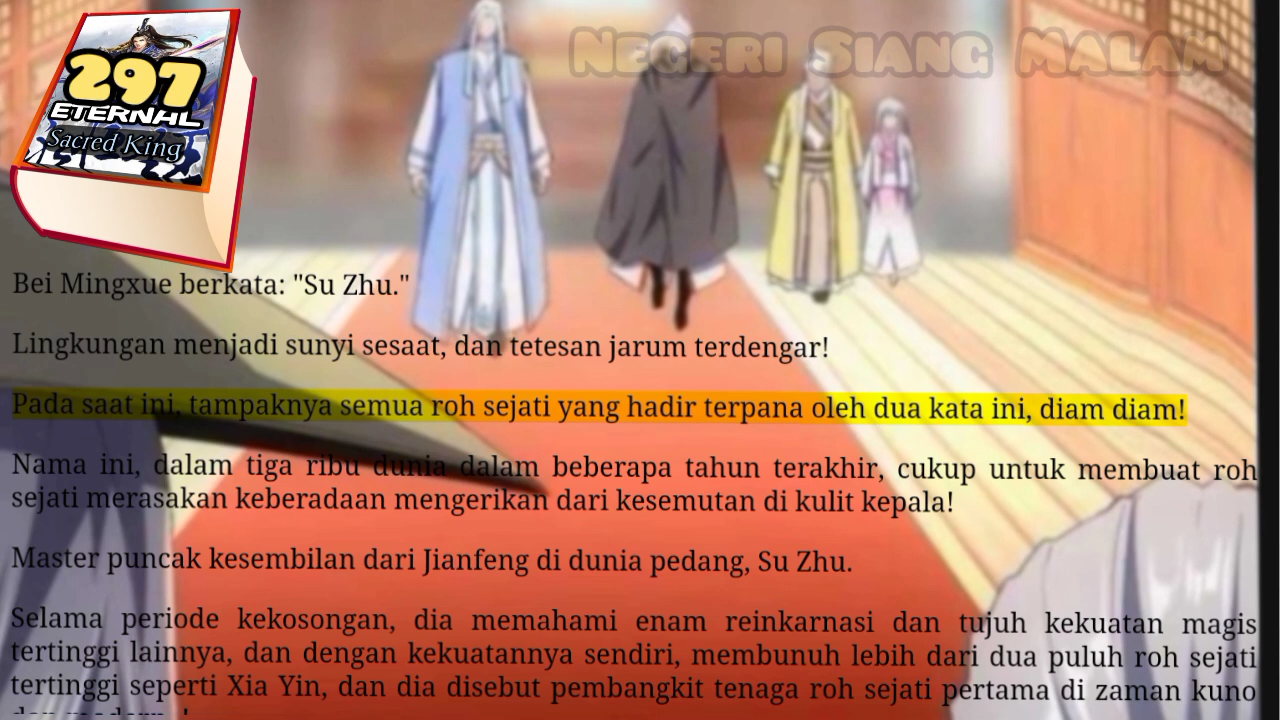 Negeri Siang Malam
297
ETERNAL
Sacred King
Bei Mingxue berkata: "Su Zhu."
Lingkungan menjadi sunyi sesaat, dan tetesan jarum terdengar!
Pada saat ini, tampaknya semua roh sejati yang hadir terpana oleh dua kata ini, diam diam!
Nama ini, dalam tiga ribu dunia dalam beberapa tahun terakhir, cukup untuk membuat roh
sejati merasakan keberadaan mengerikan dari kesemutan di kulit kepala!
Master puncak kesembilan dari Jianfeng di dunia pedang, Su Zhu.
Selama periode kekosongan, dia memahami enam reinkarnasi dan tujuh kekuatan magis
tertinggi lainnya, dan dengan kekuatannya sendiri, membunuh lebih dari dua puluh roh sejati
tertinggi seperti Xia Yin, dan dia disebut pembangkit tenaga roh sejati pertama di zaman kuno